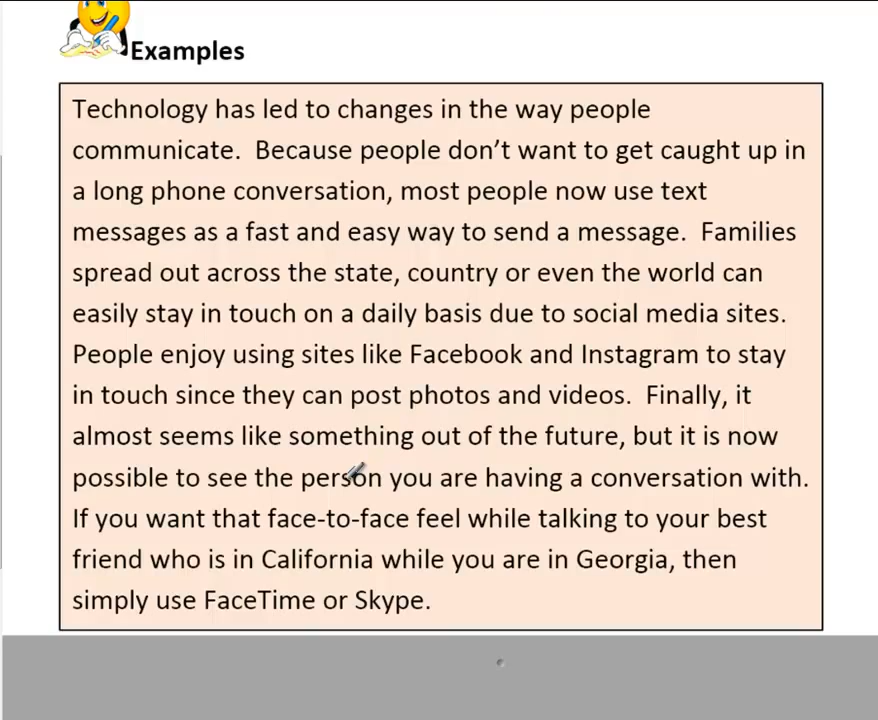 Examples
Technology has led to changes in the way people
communicate.  Because people don’t want to get caught up in
a long phone conversation, most people now use text
messages as a fast and easy way to send a message.  Families
spread out across the state, country or even the world can
easily stay in touch on a daily basis due to social media sites.
People enjoy using sites like Facebook and Instagram to stay
in touch since they can post photos and videos.  Finally, it
almost seems like something out of the future, but it is now
possible to see the person you are having a conversation with.
If you want that face-to-face feel while talking to your best
friend who is in California while you are in Georgia, then
simply use FaceTime or Skype.